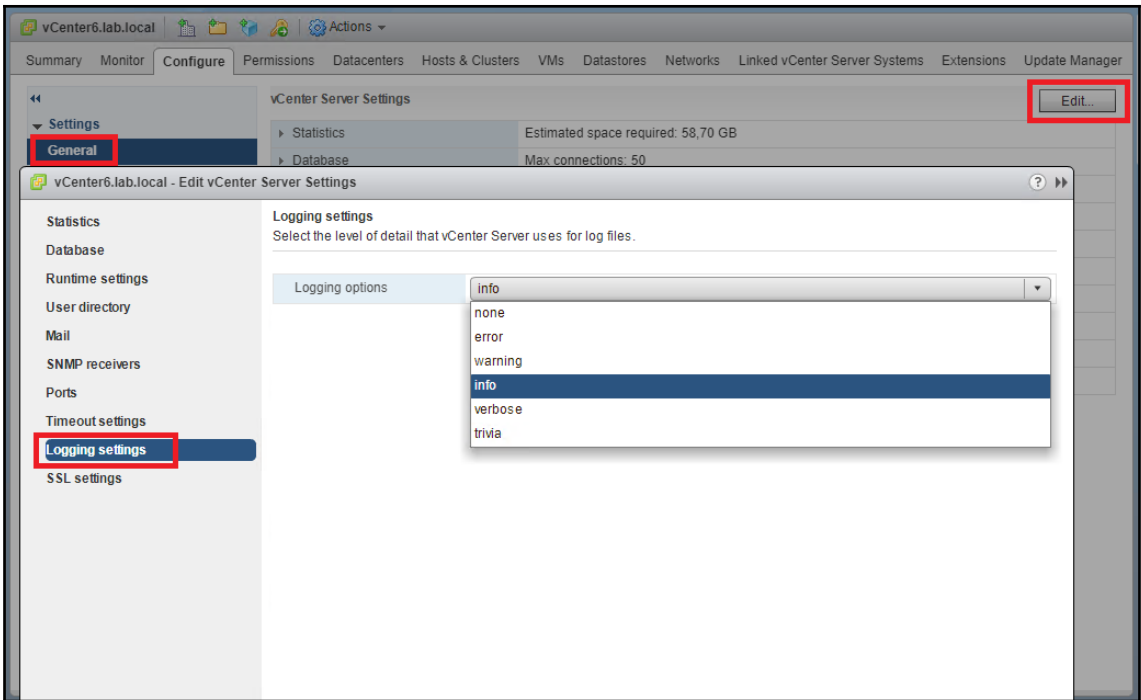 vCenter6.lab.local Actions
Summary Monitor Configure Permissions Datacenters Hosts & Clusters VMs Datastores Networks Linked vCenter Server Systems Extensions Update Manager
vCenter Server Settings Edit...
Settings
General
Statistics Estimated space required: 58,70 GB
Database Max connections: 50
vCenter6.lab.local - Edit vCenter Server Settings ?
Statistics
Database
Runtime settings
User directory
Mail
SNMP receivers
Ports
Timeout settings
Logging settings
SSL settings
Logging settings
Select the level of detail that vCenter Server uses for log files.
Logging options info
none
error
warning
info
verbose
trivia